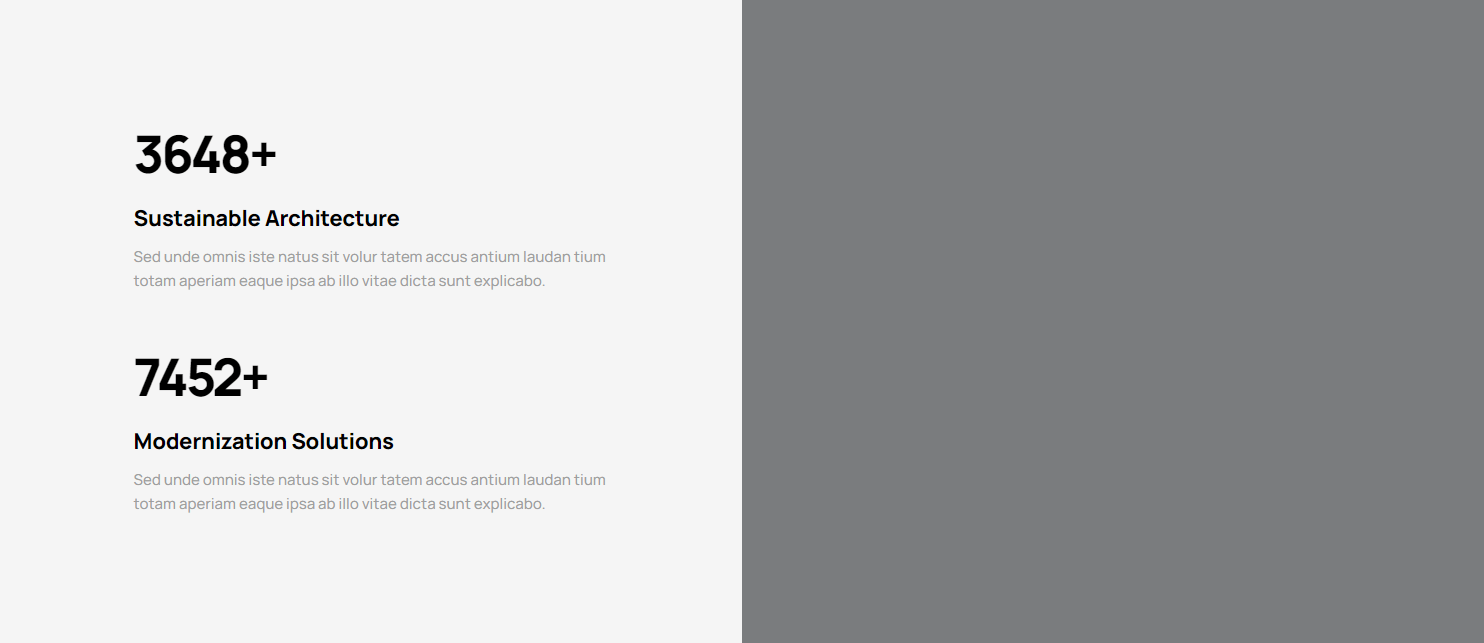 3648+
Sustainable Architecture
Sed unde omnis iste natus sit volur tatem accus antium laudan tium
totam aperiam eaque ipsa ab illo vitae dicta sunt explicabo.
7452+
Modernization Solutions
Sed unde omnis iste natus sit volur tatem accus antium laudan tium
totam aperiam eaque ipsa ab illo vitae dicta sunt explicabo.